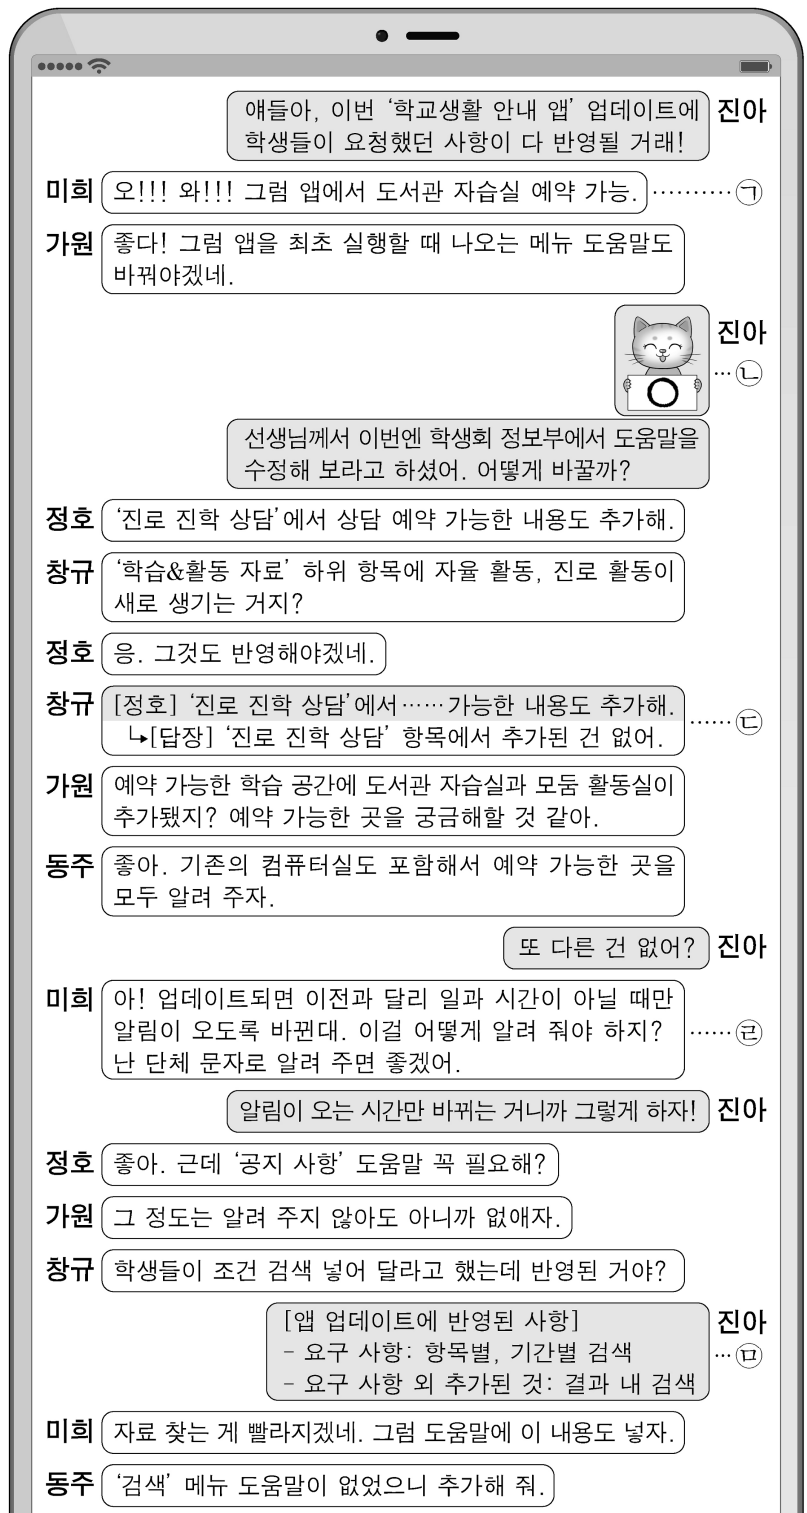 얘들아, 이번 ‘학교생활 안내 앱’ 업데이트에 진아
학생들이 요청했던 사항이 다 반영될 거래!
미희 오!!! 와!!! 그럼 앱에서 도서관 자습실 예약 가능. ·········· ㉠
가원 좋다! 그럼 앱을 최초 실행할 때 나오는 메뉴 도움말도
바꿔야겠네.
진아
··· ㉡
선생님께서 이번엔 학생회 정보부에서 도움말을
수정해 보라고 하셨어. 어떻게 바꿀까?
정호 ‘진로 진학 상담’에서 상담 예약 가능한 내용도 추가해.
창규 ‘학습&활동 자료’ 하위 항목에 자율 활동, 진로 활동이
새로 생기는 거지?
정호 응. 그것도 반영해야겠네.
창규 [정호] ‘진로 진학 상담’에서……가능한 내용도 추가해.
······ ㉢
↳[답장] ‘진로 진학 상담’ 항목에서 추가된 건 없어.
가원 예약 가능한 학습 공간에 도서관 자습실과 모둠 활동실이
추가됐지? 예약 가능한 곳을 궁금해할 것 같아.
동주 좋아. 기존의 컴퓨터실도 포함해서 예약 가능한 곳을
모두 알려 주자.
또 다른 건 없어? 진아
미희 아! 업데이트되면 이전과 달리 일과 시간이 아닐 때만
알림이 오도록 바뀐대. 이걸 어떻게 알려 줘야 하지? ······ ㉣
난 단체 문자로 알려 주면 좋겠어.
알림이 오는 시간만 바뀌는 거니까 그렇게 하자! 진아
정호 좋아. 근데 ‘공지 사항’ 도움말 꼭 필요해?
가원 그 정도는 알려 주지 않아도 아니까 없애자.
창규 학생들이 조건 검색 넣어 달라고 했는데 반영된 거야?
[앱 업데이트에 반영된 사항] 진아
- 요구 사항: 항목별, 기간별 검색 ··· ㉤
- 요구 사항 외 추가된 것: 결과 내 검색
미희 자료 찾는 게 빨라지겠네. 그럼 도움말에 이 내용도 넣자.
동주 ‘검색’ 메뉴 도움말이 없었으니 추가해 줘.